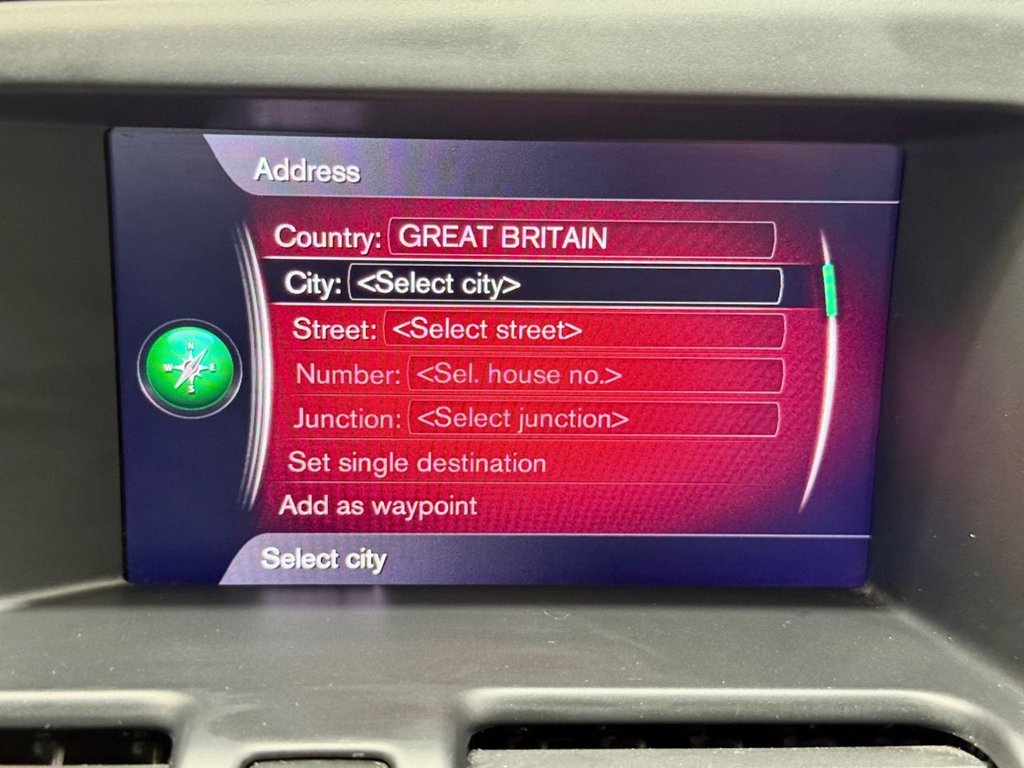 Address
Country: GREAT BRITAIN
City: <Select city>
Street: <Select street>
Number: <Sel. house no.>
Junction: <Select junction>
Set single destination
Add as waypoint
Select city
N
W E
S